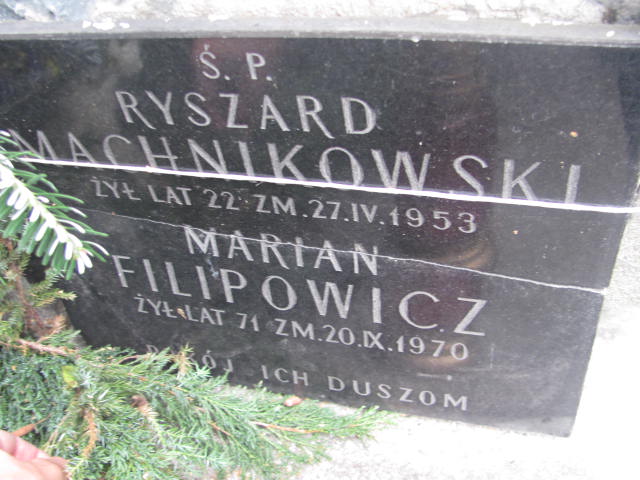 Ś. P.
RYSZARD
MACHNIKOWSKI
ŻYŁ LAT 22 ZM. 27. IV. 1953
MARIAN
FILIPOWICZ
ŻYŁ LAT 71 ZM. 20. IX. 1970
POKÓJ ICH DUSZOM